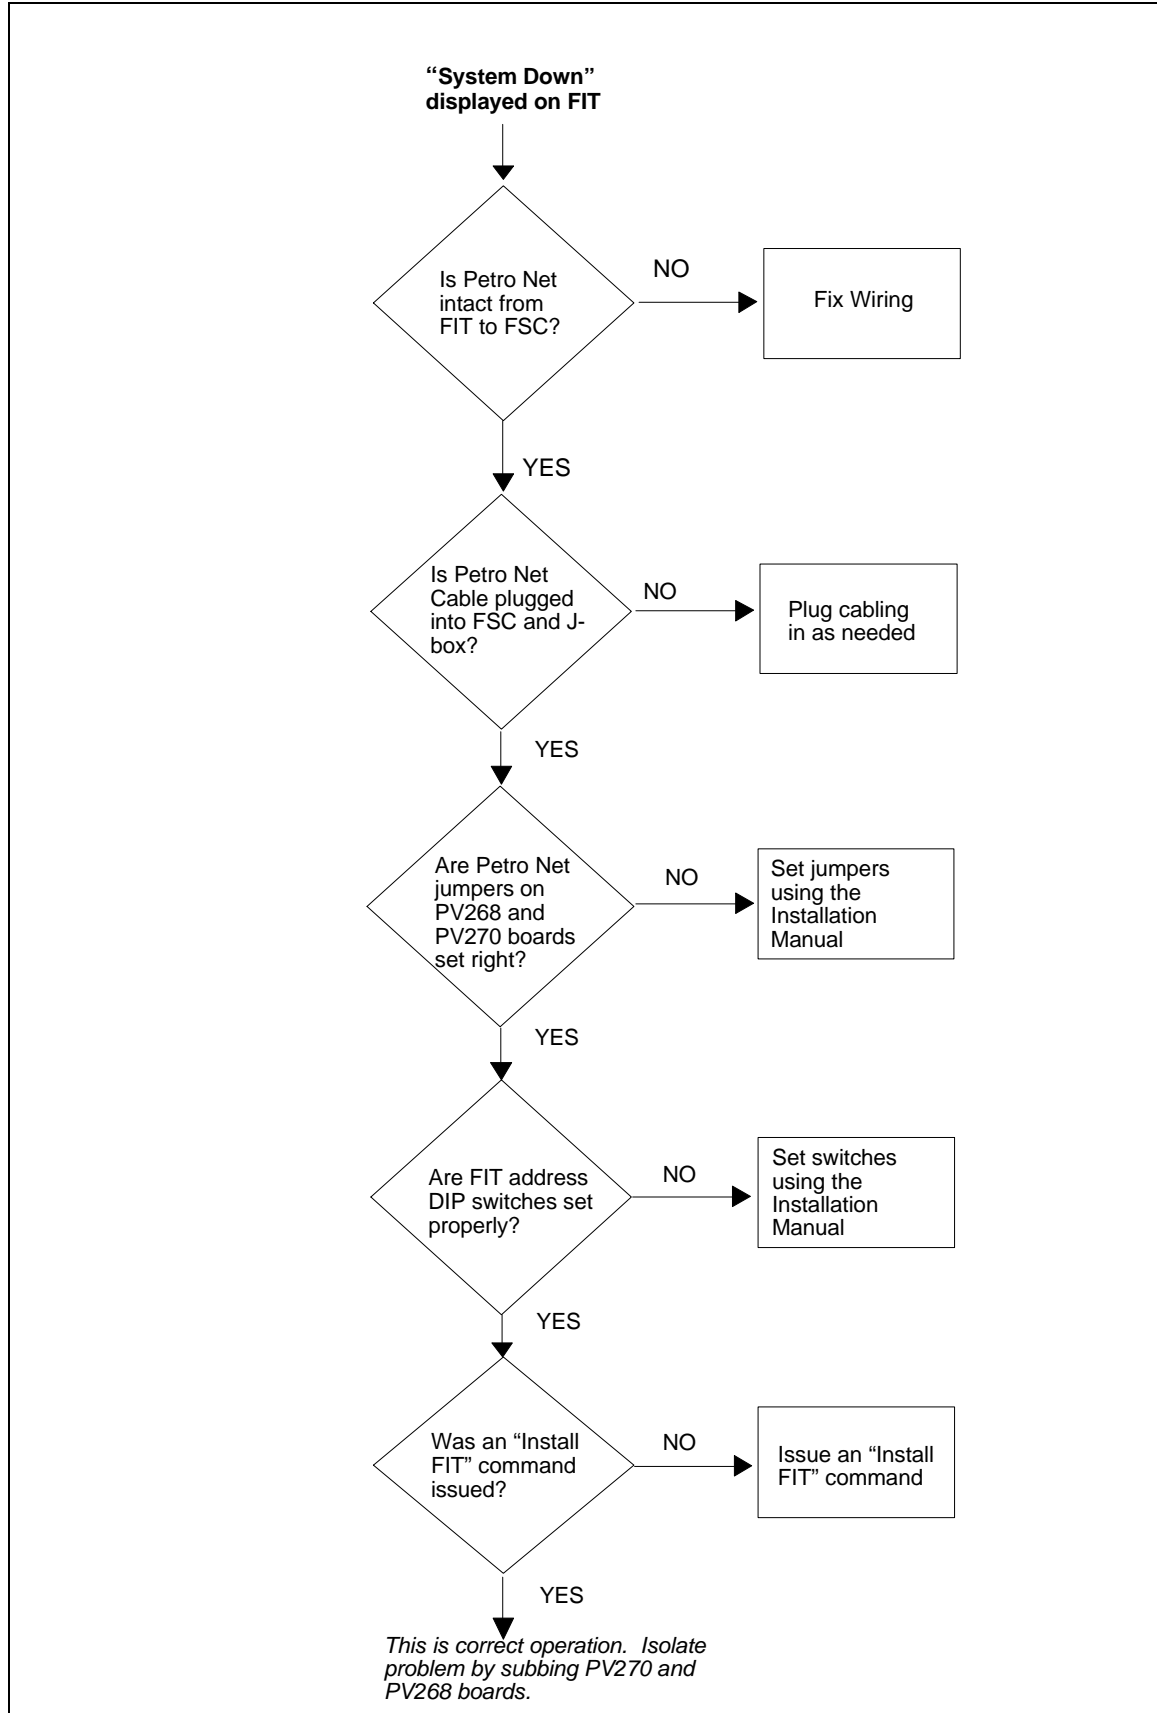 “System Down”
displayed on FIT
Is Petro Net
intact from
FIT to FSC?
NO
Fix Wiring
YES
Is Petro Net
Cable plugged
into FSC and J-
box?
NO
Plug cabling
in as needed
YES
Are Petro Net
jumpers on
PV268 and
PV270 boards
set right?
NO
Set jumpers
using the
Installation
Manual
YES
Are FIT address
DIP switches set
properly?
NO
Set switches
using the
Installation
Manual
YES
Was an “Install
FIT” command
issued?
NO
Issue an “Install
FIT” command
YES
This is correct operation.  Isolate
problem by subbing PV270 and
PV268 boards.